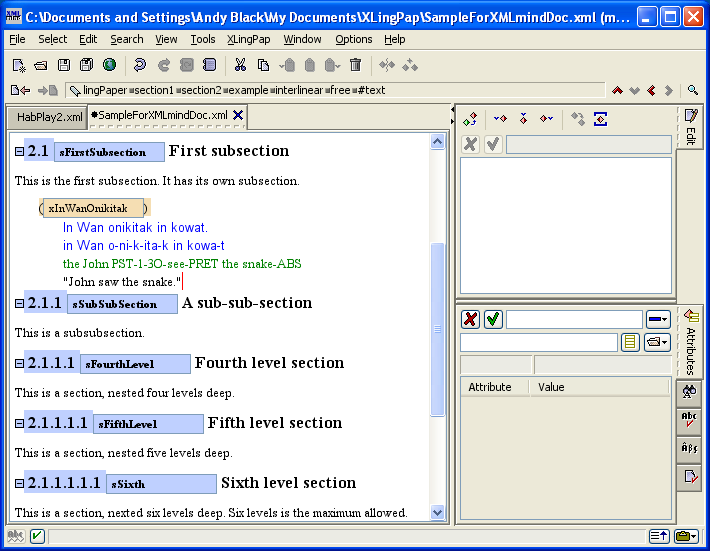 C:\Documents and Settings\Andy Black\My Documents\XLingPap\SampleForXMLmindDoc.xml (m...
File Select Edit Search View Tools XLingPap Window Options Help
lingPaper section1 section2 example interlinear free #text
HabPlay2.xml SampleForXMLmindDoc.xml
2.1 sFirstSubsection First subsection
This is the first subsection. It has its own subsection.
( xInWanOnikitak )
In Wan onikitak in kowat.
in Wan o-ni-k-ita-k in kowa-t
the John PST-1-3O-see-PRET the snake-ABS
"John saw the snake."
2.1.1 sSubSubSection A sub-sub-section
This is a subsubsection.
2.1.1.1 sFourthLevel Fourth level section
This is a section, nested four levels deep.
2.1.1.1.1 sFifthLevel Fifth level section
This is a section, nested five levels deep.
2.1.1.1.1.1 sSixth Sixth level section
This is a section, nexted six levels deep. Six levels is the maximum allowed.
Edit
Attributes
Attribute Value
Abc
Âβς
abc